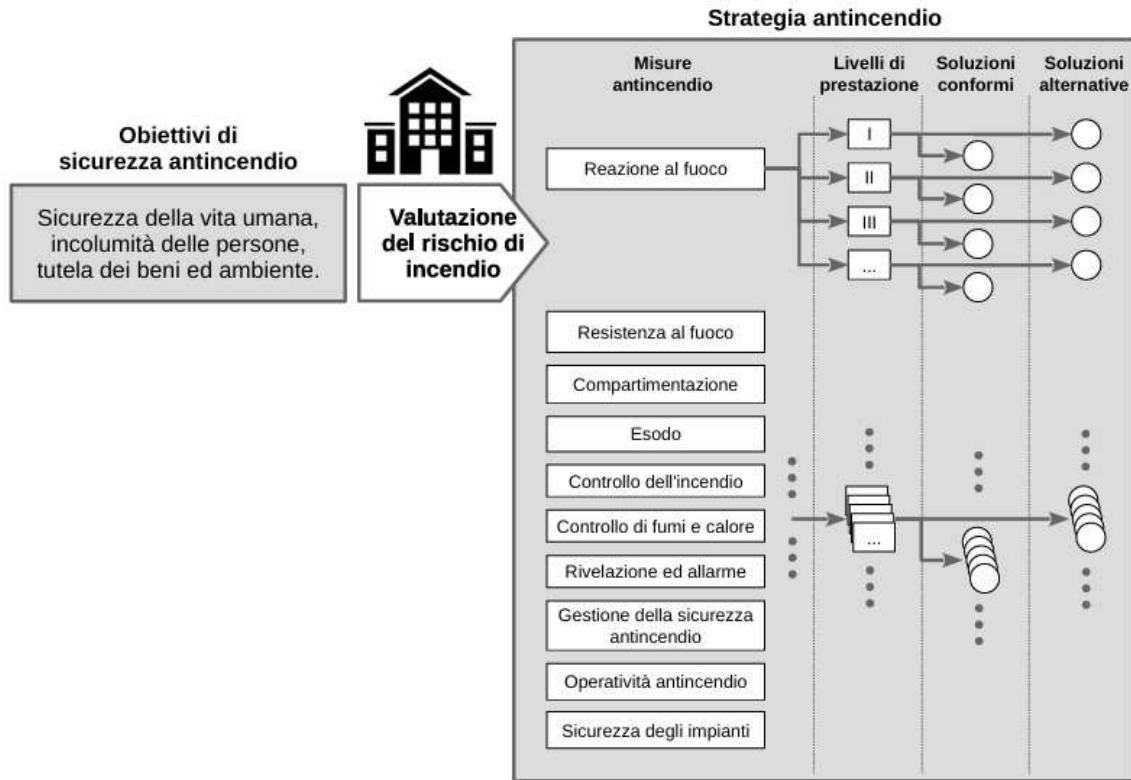 Strategia antincendio
Misure
antincendio
Livelli di
prestazione
Soluzioni
conformi
Soluzioni
alternative
Obiettivi di
sicurezza antincendio
Sicurezza della vita umana,
incolumità delle persone,
tutela dei beni ed ambiente.
Valutazione
del rischio di
incendio
Reazione al fuoco
I
II
III
...
Resistenza al fuoco
Compartimentazione
Esodo
Controllo dell'incendio
Controllo di fumi e calore
...
Rivelazione ed allarme
Gestione della sicurezza
antincendio
Operatività antincendio
Sicurezza degli impianti